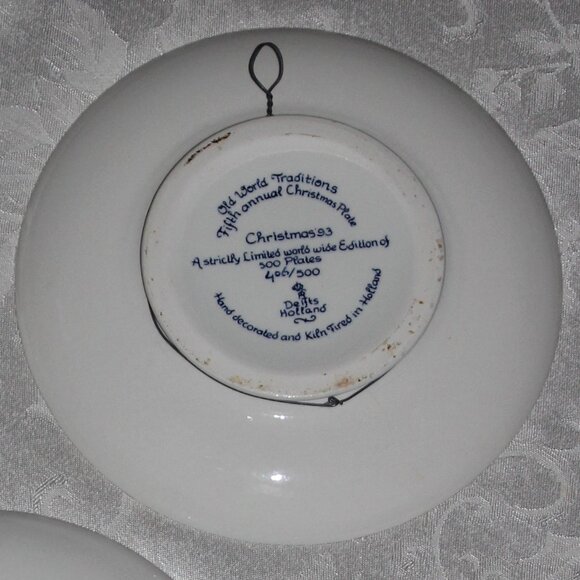 Old World Traditions
Fifth annual Christmas Plate
Christmas'93
A strictly Limited world wide Edition of
500 Plates
406/500
Delfts
Holland
Hand decorated and Kiln Fired in Holland